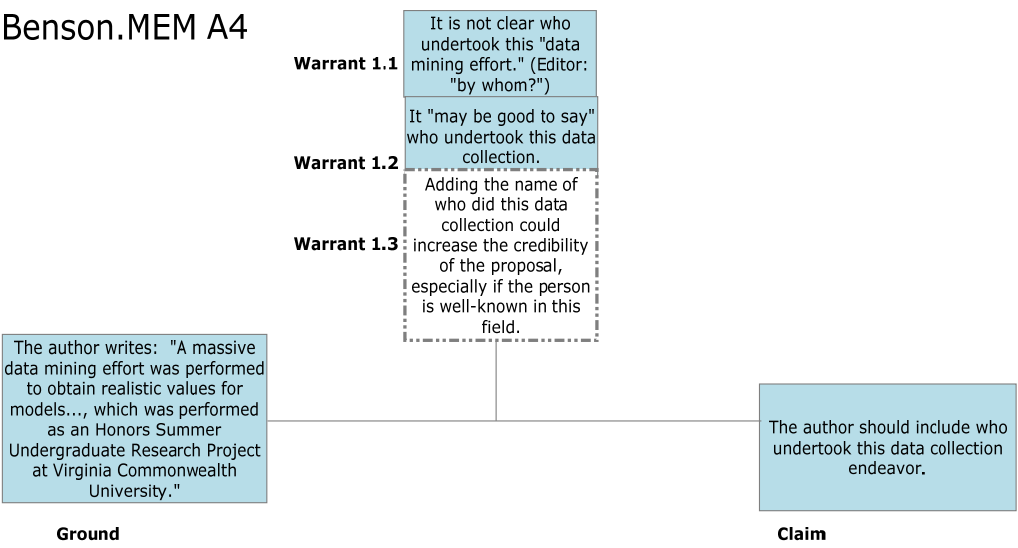 Benson.MEM A4
Warrant 1.1
It is not clear who
undertook this "data
mining effort." (Editor:
"by whom?")
Warrant 1.2
It "may be good to say"
who undertook this data
collection.
Warrant 1.3
Adding the name of
who did this data
collection could
increase the credibility
of the proposal,
especially if the person
is well-known in this
field.
The author writes:  "A massive
data mining effort was performed
to obtain realistic values for
models..., which was performed
as an Honors Summer
Undergraduate Research Project
at Virginia Commonwealth
University."
Ground
The author should include who
undertook this data collection
endeavor.
Claim